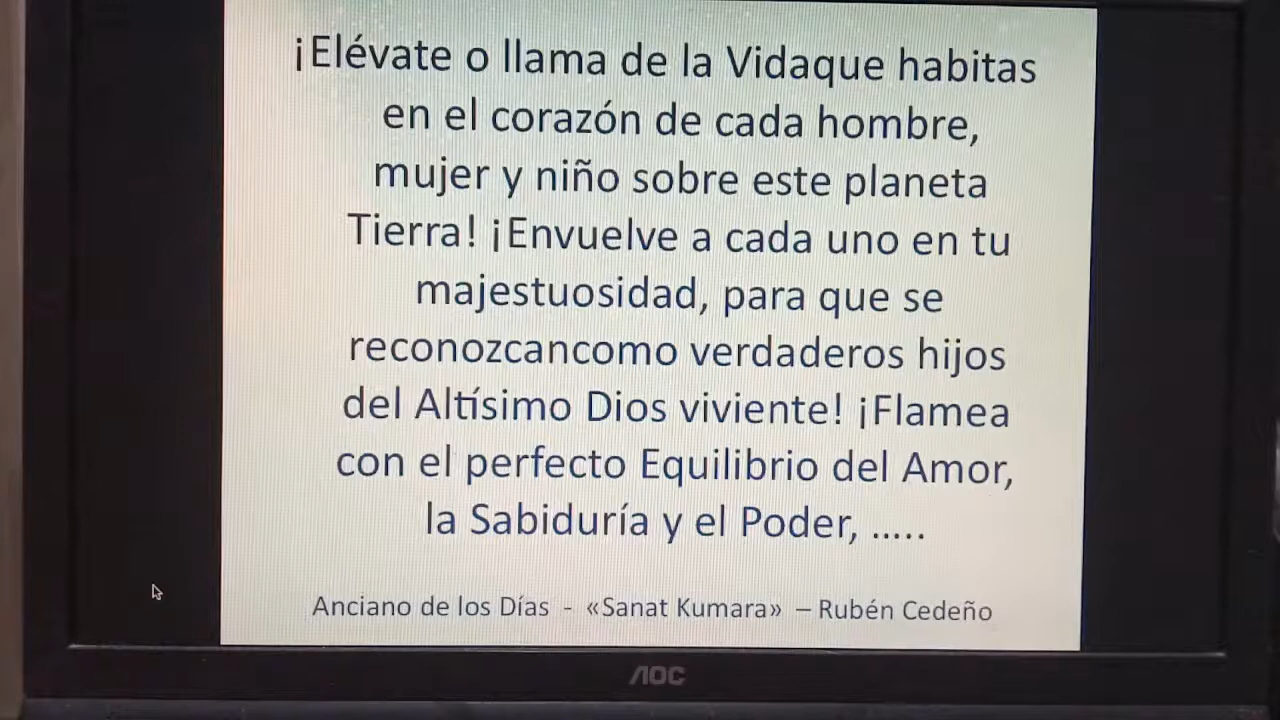 ¡Elévate o llama de la Vidaque habitas
en el corazón de cada hombre,
mujer y niño sobre este planeta
Tierra! ¡Envuelve a cada uno en tu
majestuosidad, para que se
reconozcancomo verdaderos hijos
del Altísimo Dios viviente! ¡Flamea
con el perfecto Equilibrio del Amor,
la Sabiduría y el Poder, .....
Anciano de los Días - «Sanat Kumara» – Rubén Cedeño
AOC